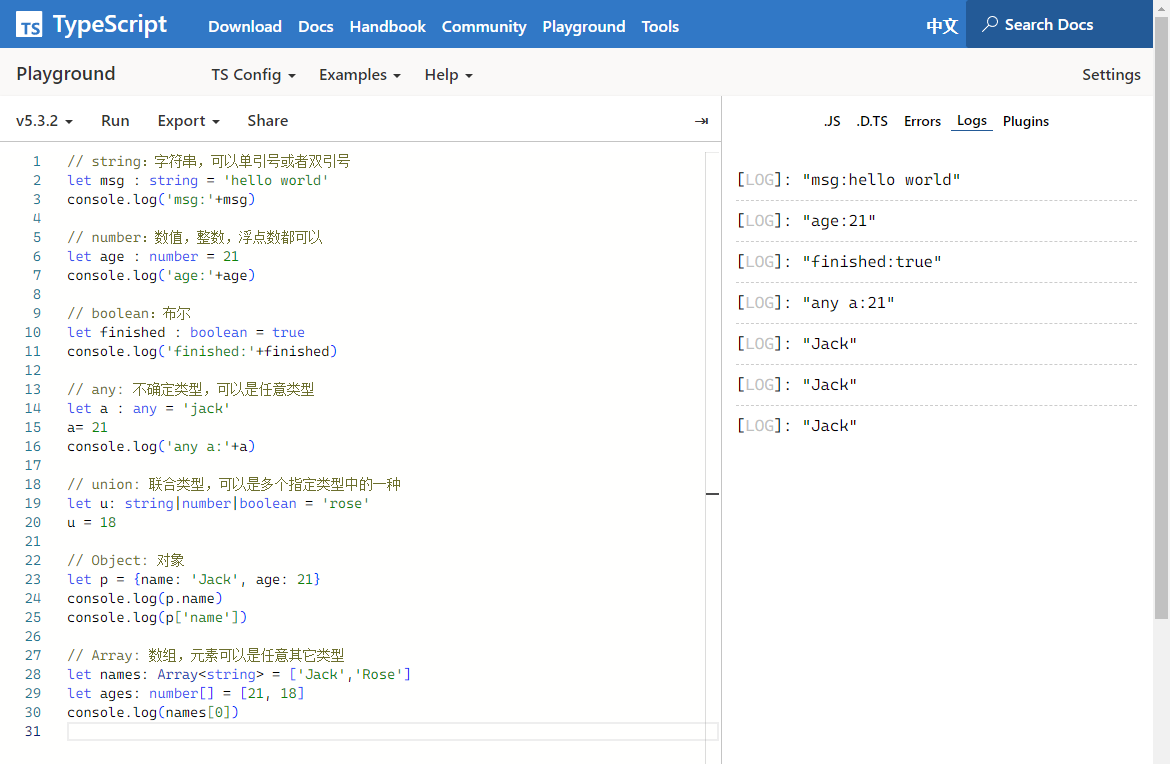 TS TypeScript Download Docs Handbook Community Playground Tools 中文 Search Docs
Playground TS Config Examples Help Settings
v5.3.2 Run Export Share
.JS .D.TS Errors Logs Plugins
1 // string：字符串，可以单引号或者双引号
2 let msg : string = 'hello world'
3 console.log('msg:'+msg)
4
5 // number：数值，整数，浮点数都可以
6 let age : number = 21
7 console.log('age:'+age)
8
9 // boolean：布尔
10 let finished : boolean = true
11 console.log('finished:'+finished)
12
13 // any: 不确定类型，可以是任意类型
14 let a : any = 'jack'
15 a= 21
16 console.log('any a:'+a)
17
18 // union: 联合类型，可以是多个指定类型中的一种
19 let u: string|number|boolean = 'rose'
20 u = 18
21
22 // Object: 对象
23 let p = {name: 'Jack', age: 21}
24 console.log(p.name)
25 console.log(p['name'])
26
27 // Array: 数组，元素可以是任意其它类型
28 let names: Array<string> = ['Jack','Rose']
29 let ages: number[] = [21, 18]
30 console.log(names[0])
31
[LOG]: "msg:hello world"
[LOG]: "age:21"
[LOG]: "finished:true"
[LOG]: "any a:21"
[LOG]: "Jack"
[LOG]: "Jack"
[LOG]: "Jack"